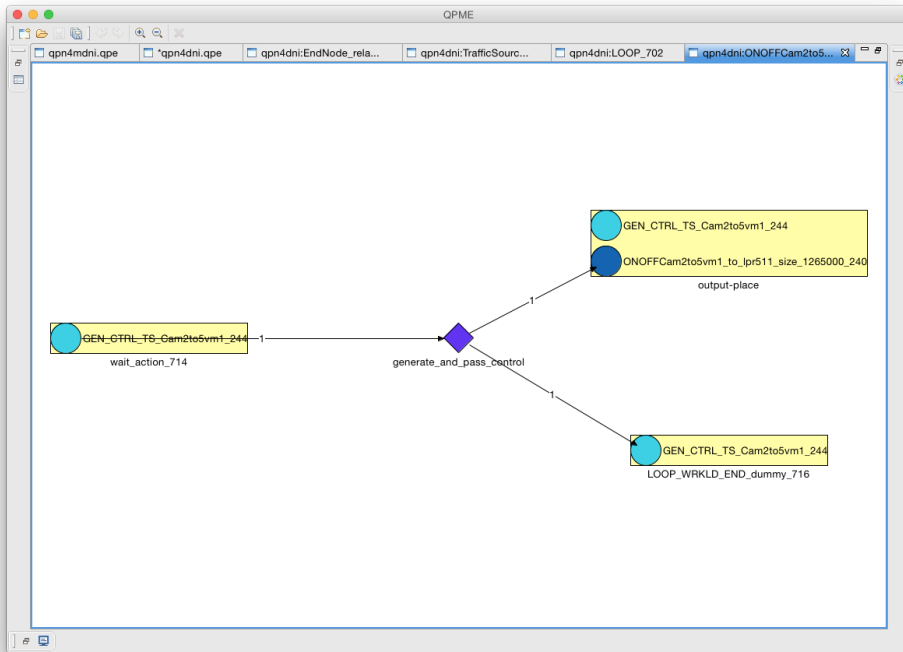 QPME
qpn4mdni.qpe
*qpn4dni.qpe
qpn4dni:EndNode_rela...
qpn4dni:TrafficSourc...
qpn4dni:LOOP_702
qpn4dni:ONOFFCam2to5...
GEN_CTRL_TS_Cam2to5vm1_244
ONOFFCam2to5vm1_to_lpr511_size_1265000_240
output-place
1
GEN_CTRL_TS_Cam2to5vm1_244
1
wait_action_714
generate_and_pass_control
1
GEN_CTRL_TS_Cam2to5vm1_244
LOOP_WRKLD_END_dummy_716